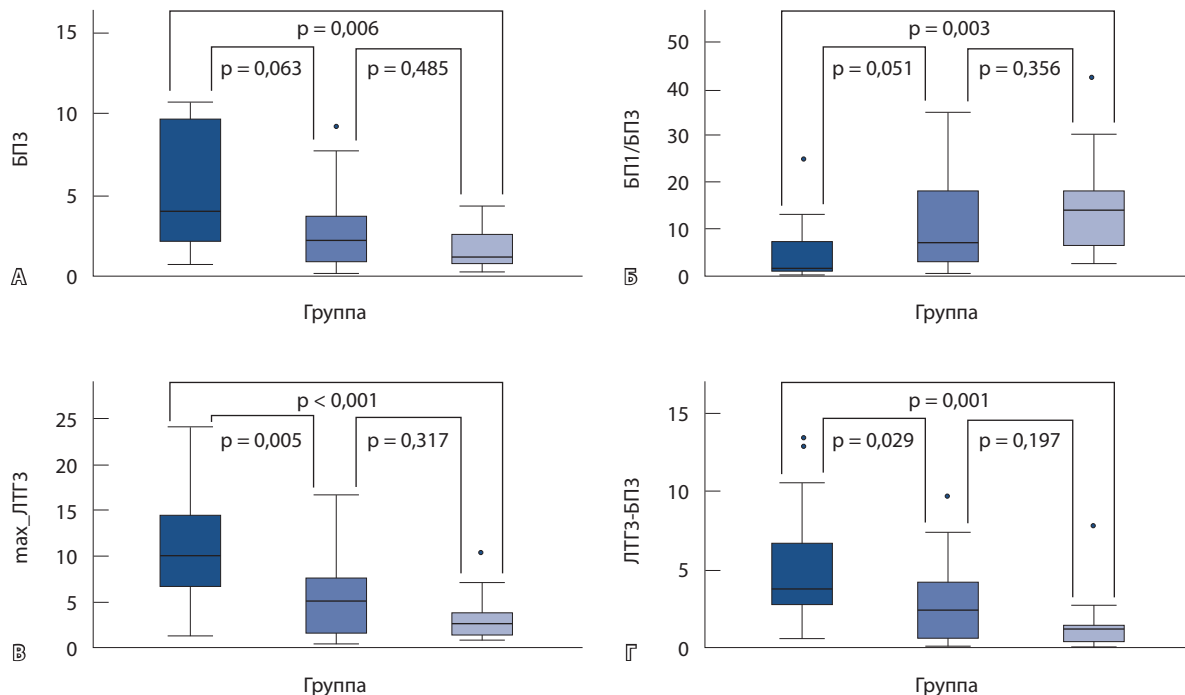 15
10
5
0
БПЗ
p = 0,006
p = 0,063
p = 0,485
А
Группа
50
40
30
20
10
0
БП1/БПЗ
p = 0,003
p = 0,051
p = 0,356
Б
Группа
25
20
15
10
5
0
max_ЛТГЗ
p < 0,001
p = 0,005
p = 0,317
В
Группа
15
10
5
0
ЛТГЗ-БПЗ
p = 0,001
p = 0,029
p = 0,197
Г
Группа